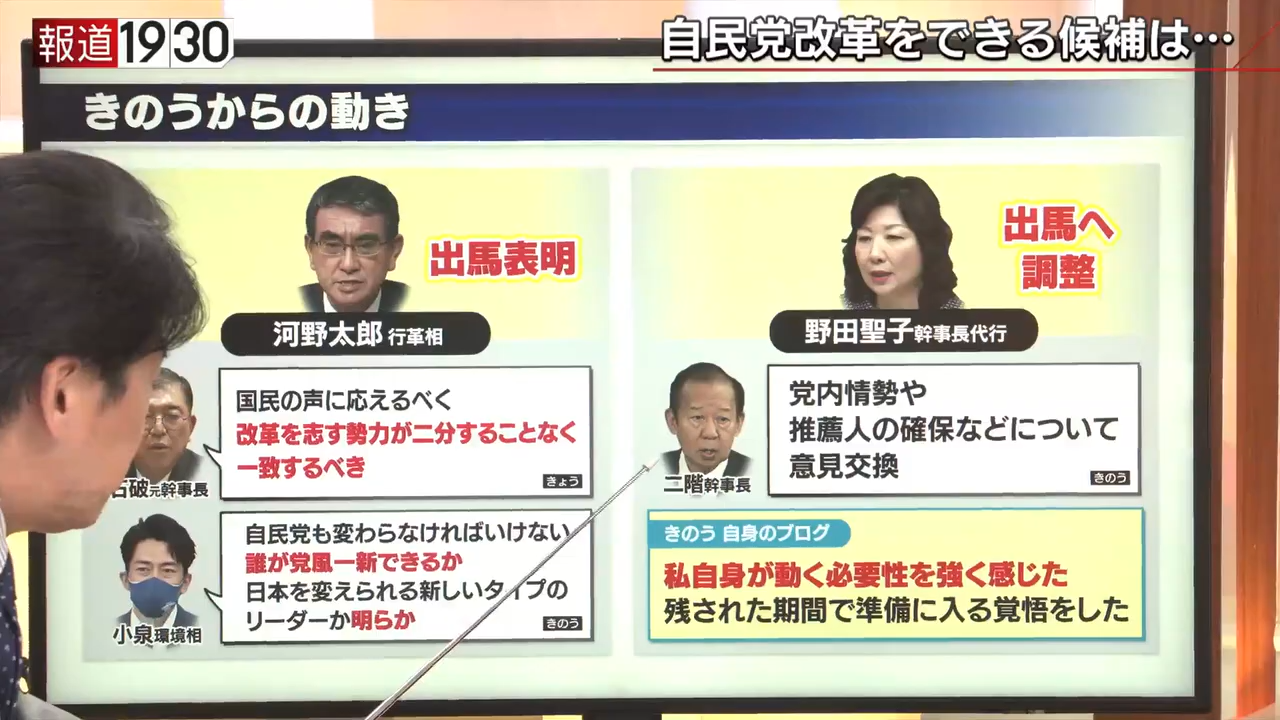 報道1930
自民党改革をできる候補は…
きのうからの動き
出馬表明
河野太郎 行革相
国民の声に応えるべく
改革を志す勢力が二分することなく
一致するべき
きょう
石破元幹事長
自民党も変わらなければいけない
誰が党風一新できるか
日本を変えられる新しいタイプの
リーダーか明らか
きのう
小泉環境相
出馬へ
調整
野田聖子幹事長代行
党内情勢や
推薦人の確保などについて
意見交換
きのう
二階幹事長
きのう 自身のブログ
私自身が動く必要性を強く感じた
残された期間で準備に入る覚悟をした